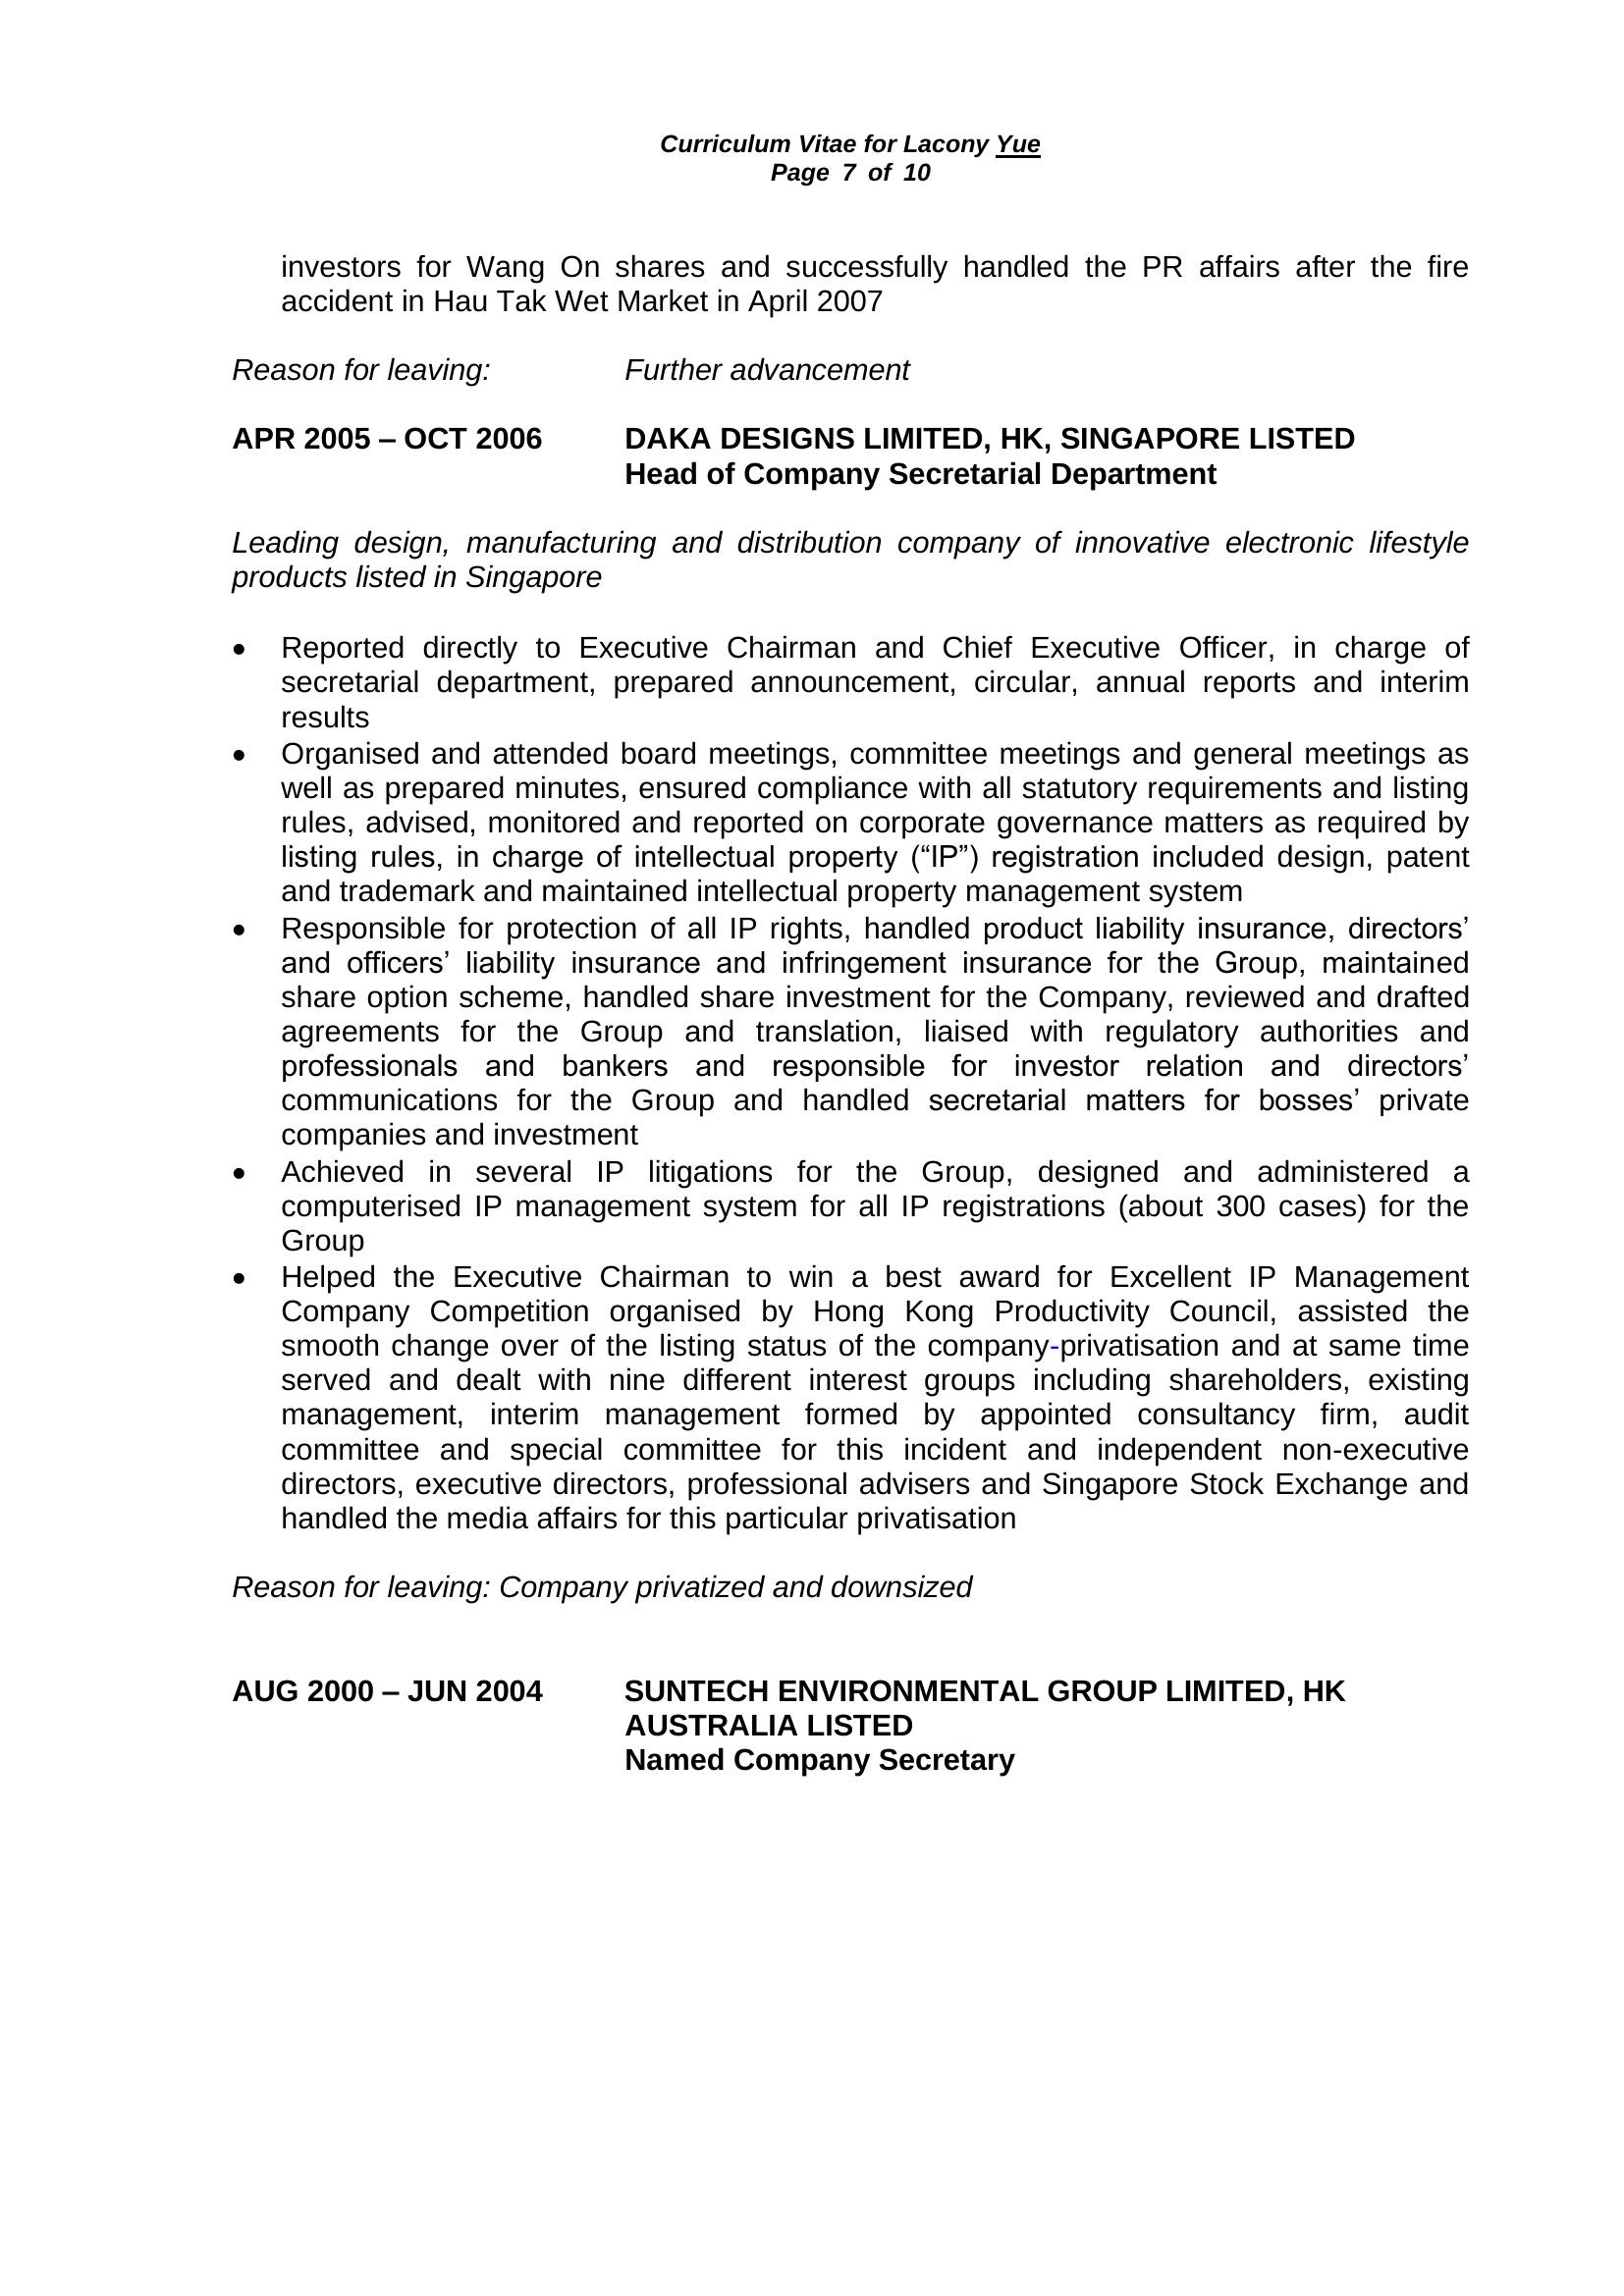 Curriculum Vitae for Lacony Yue
Page 7 of 10
investors for Wang On shares and successfully handled the PR affairs after the fire
accident in Hau Tak Wet Market in April 2007
Reason for leaving: Further advancement
APR 2005 – OCT 2006 DAKA DESIGNS LIMITED, HK, SINGAPORE LISTED
Head of Company Secretarial Department
Leading design, manufacturing and distribution company of innovative electronic lifestyle
products listed in Singapore
• Reported directly to Executive Chairman and Chief Executive Officer, in charge of
secretarial department, prepared announcement, circular, annual reports and interim
results
• Organised and attended board meetings, committee meetings and general meetings as
well as prepared minutes, ensured compliance with all statutory requirements and listing
rules, advised, monitored and reported on corporate governance matters as required by
listing rules, in charge of intellectual property (“IP”) registration included design, patent
and trademark and maintained intellectual property management system
• Responsible for protection of all IP rights, handled product liability insurance, directors’
and officers’ liability insurance and infringement insurance for the Group, maintained
share option scheme, handled share investment for the Company, reviewed and drafted
agreements for the Group and translation, liaised with regulatory authorities and
professionals and bankers and responsible for investor relation and directors’
communications for the Group and handled secretarial matters for bosses’ private
companies and investment
• Achieved in several IP litigations for the Group, designed and administered a
computerised IP management system for all IP registrations (about 300 cases) for the
Group
• Helped the Executive Chairman to win a best award for Excellent IP Management
Company Competition organised by Hong Kong Productivity Council, assisted the
smooth change over of the listing status of the company-privatisation and at same time
served and dealt with nine different interest groups including shareholders, existing
management, interim management formed by appointed consultancy firm, audit
committee and special committee for this incident and independent non-executive
directors, executive directors, professional advisers and Singapore Stock Exchange and
handled the media affairs for this particular privatisation
Reason for leaving: Company privatized and downsized
AUG 2000 – JUN 2004 SUNTECH ENVIRONMENTAL GROUP LIMITED, HK
AUSTRALIA LISTED
Named Company Secretary